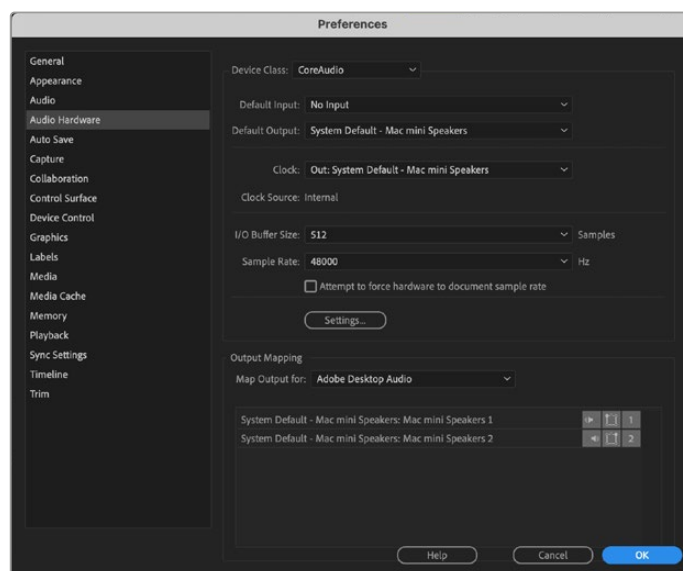 Preferences
General
Appearance
Audio
Audio Hardware
Auto Save
Capture
Collaboration
Control Surface
Device Control
Graphics
Labels
Media
Media Cache
Memory
Playback
Sync Settings
Timeline
Trim
Device Class: CoreAudio
Default Input: No Input
Default Output: System Default - Mac mini Speakers
Clock: Out: System Default - Mac mini Speakers
Clock Source: Internal
I/O Buffer Size: 512 Samples
Sample Rate: 48000 Hz
Attempt to force hardware to document sample rate
Settings...
Output Mapping
Map Output for: Adobe Desktop Audio
System Default - Mac mini Speakers: Mac mini Speakers 1 1
System Default - Mac mini Speakers: Mac mini Speakers 2 2
Help Cancel OK